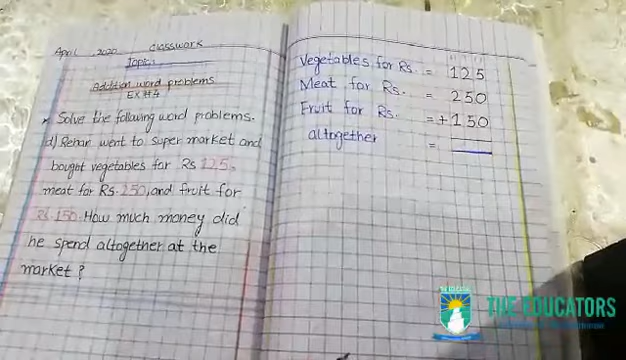 April 2020 classwork
Topic:
Addition word problems
EX # 4
* Solve the following word problems.
d) Rehan went to super market and
bought vegetables for Rs 125,
meat for Rs. 250, and fruit for
Rs. 150. How much money did
he spend altogether at the
market?
Vegetables for Rs. = 125
Meat for Rs. = 250
Fruit for Rs. = +150
altogether =
THE EDUCATORS